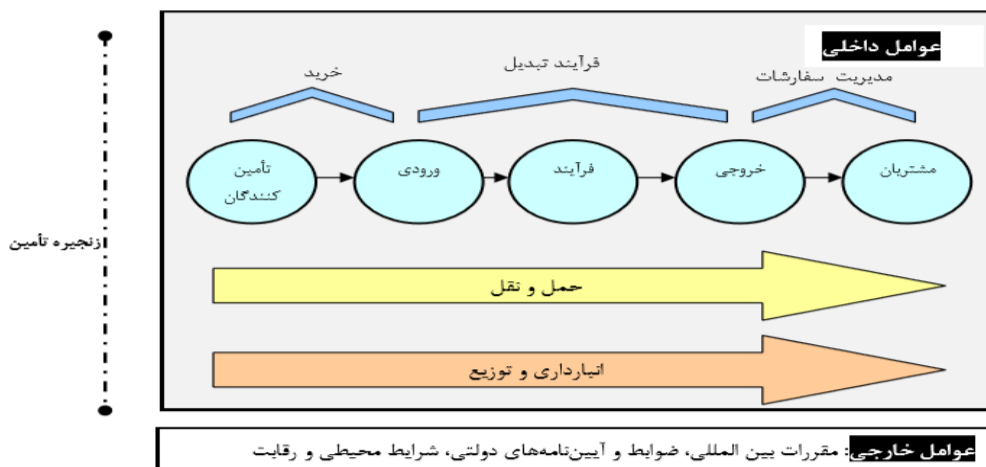 عوامل داخلی
مدیریت سفارشات
فرآیند تبدیل
خرید
تأمین
کنندگان
ورودی
فرآیند
خروجی
مشتریان
زنجیره تأمین
حمل و نقل
انبارداری و توزیع
عوامل خارجی: مقررات بین المللی، ضوابط و آیین‌نامه‌های دولتی، شرایط محیطی و رقابت